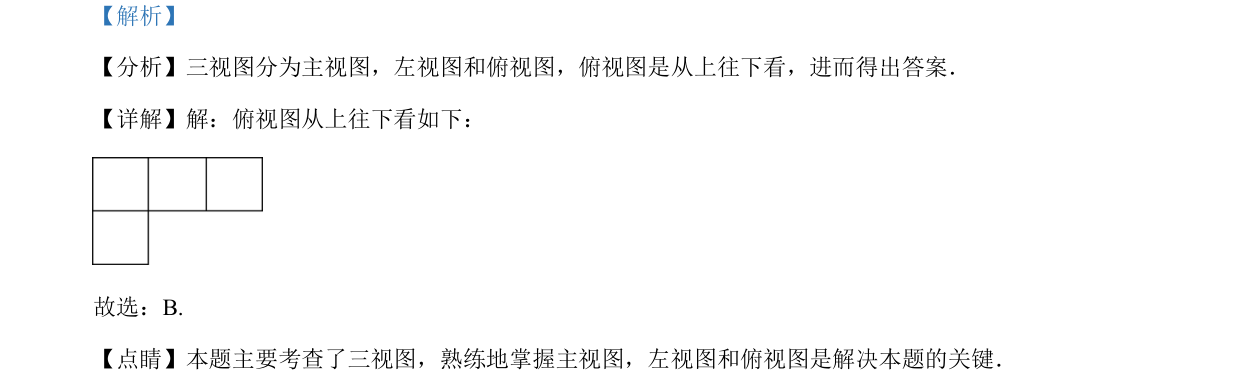 【解析】
【分析】三视图分为主视图，左视图和俯视图，俯视图是从上往下看，进而得出答案．
【详解】解：俯视图从上往下看如下：
故选：B.
【点睛】本题主要考查了三视图，熟练地掌握主视图，左视图和俯视图是解决本题的关键．